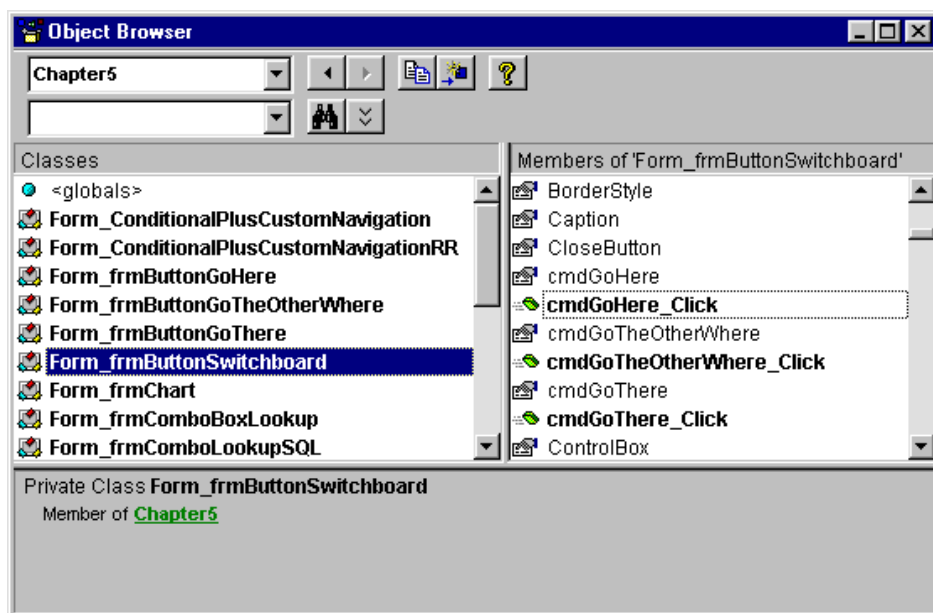 Object Browser
Chapter5
Classes
<globals>
Form_ConditionalPlusCustomNavigation
Form_ConditionalPlusCustomNavigationRR
Form_frmButtonGoHere
Form_frmButtonGoTheOtherWhere
Form_frmButtonGoThere
Form_frmButtonSwitchboard
Form_frmChart
Form_frmComboBoxLookup
Form_frmComboLookupSQL
Members of 'Form_frmButtonSwitchboard'
BorderStyle
Caption
CloseButton
cmdGoHere
cmdGoHere_Click
cmdGoTheOtherWhere
cmdGoTheOtherWhere_Click
cmdGoThere
cmdGoThere_Click
ControlBox
Private Class Form_frmButtonSwitchboard
Member of Chapter5